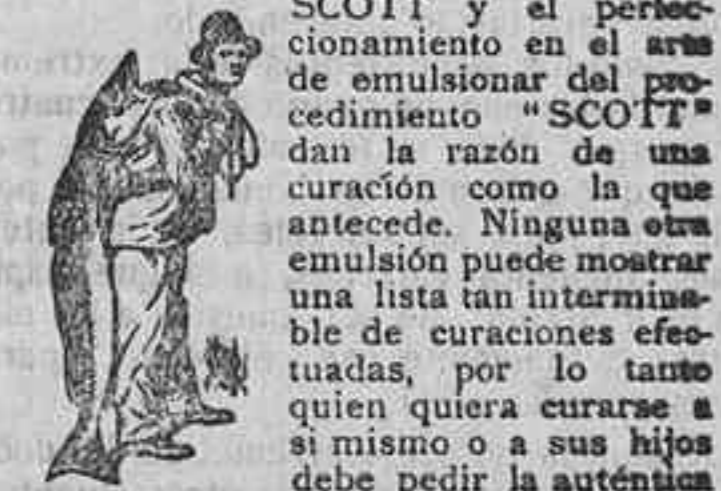 SCOTT y el perfec-
cionamiento en el arte
de emulsionar del pro-
cedimiento "SCOTT"
dan la razón de una
curación como la que
antecede. Ninguna otra
emulsión puede mostrar
una lista tan intermina-
ble de curaciones efec-
tuadas, por lo tanto
quien quiera curarse a
si mismo o a sus hijos
debe pedir la auténtica